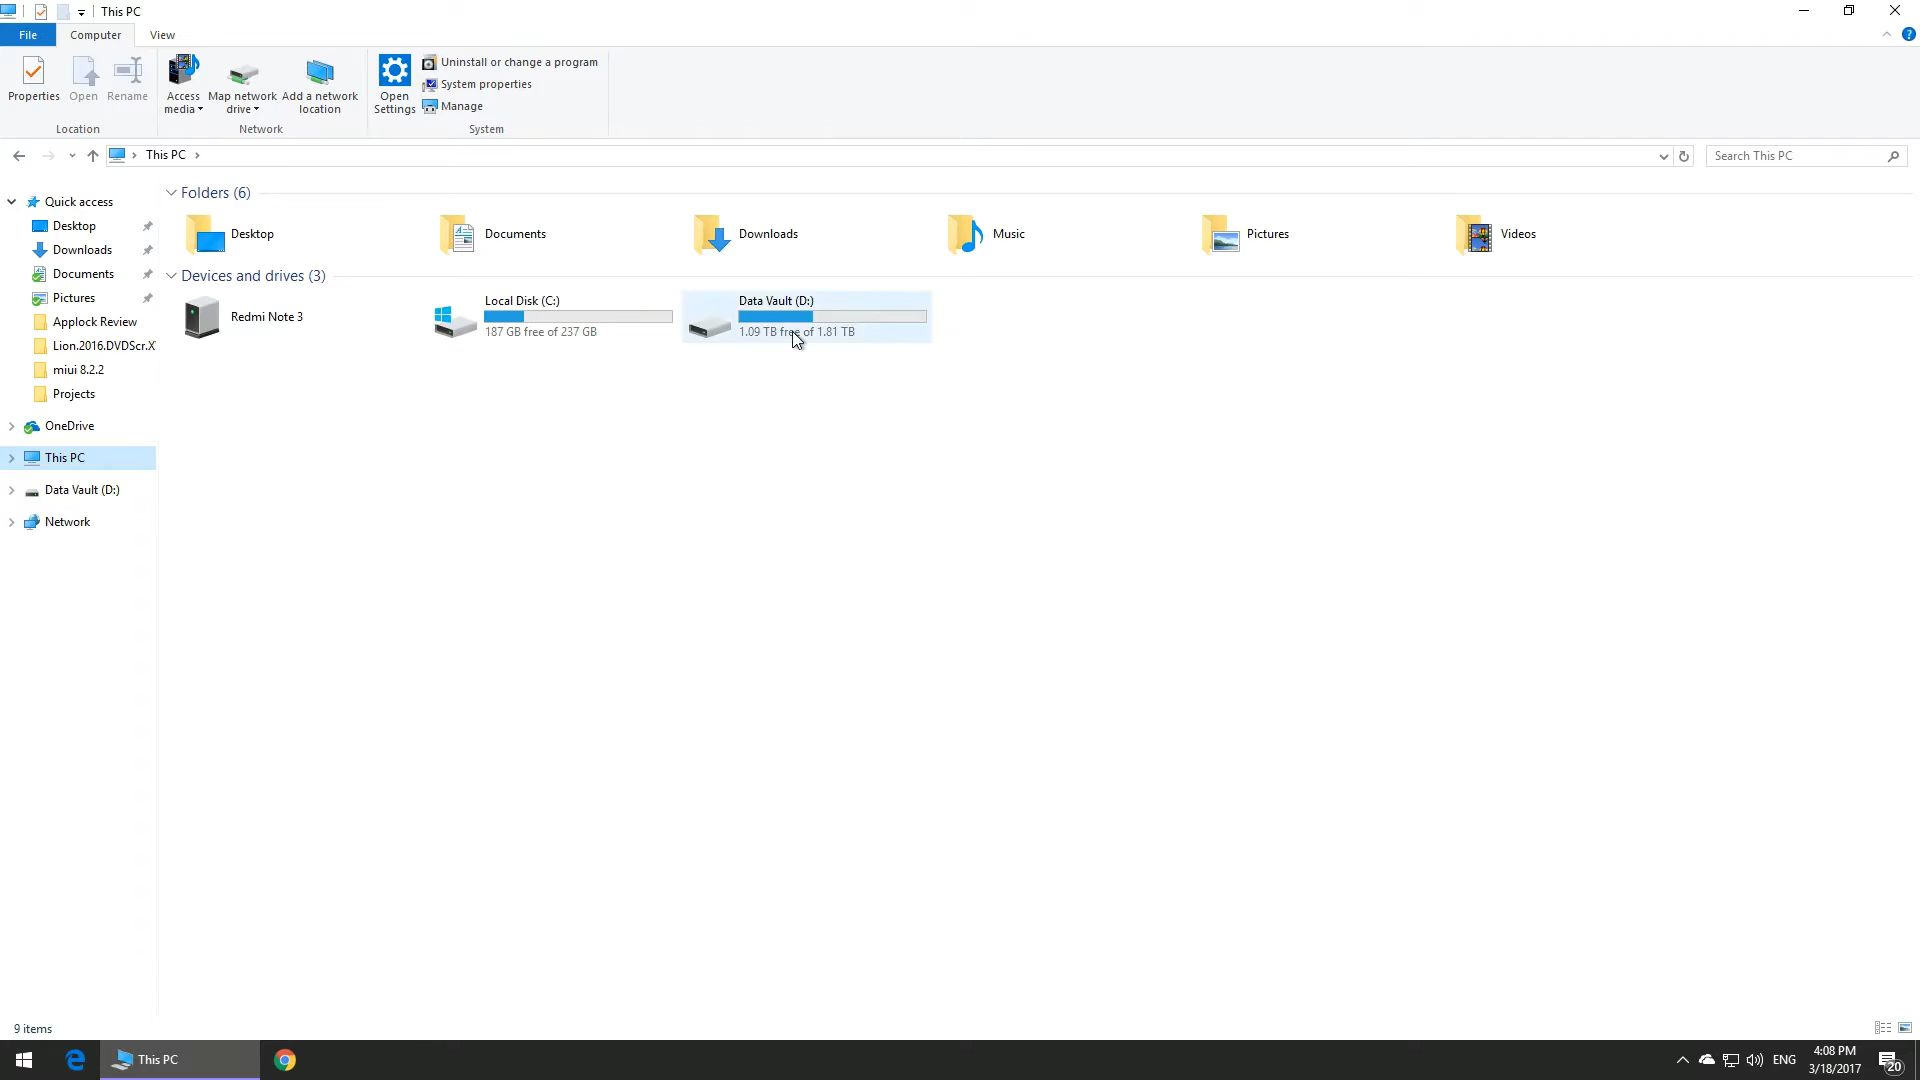 This PC
File
Computer
View
Properties
Open
Rename
Access
media
Map network
drive
Add a network
location
Open
Settings
Uninstall or change a program
System properties
Manage
Location
Network
System
This PC
Search This PC
Quick access
Desktop
Downloads
Documents
Pictures
Applock Review
Lion.2016.DVDScr.X
miui 8.2.2
Projects
OneDrive
This PC
Data Vault (D:)
Network
Folders (6)
Desktop
Documents
Downloads
Music
Pictures
Videos
Devices and drives (3)
Redmi Note 3
Local Disk (C:)
187 GB free of 237 GB
Data Vault (D:)
1.09 TB free of 1.81 TB
9 items
This PC
ENG
4:08 PM
3/18/2017
20